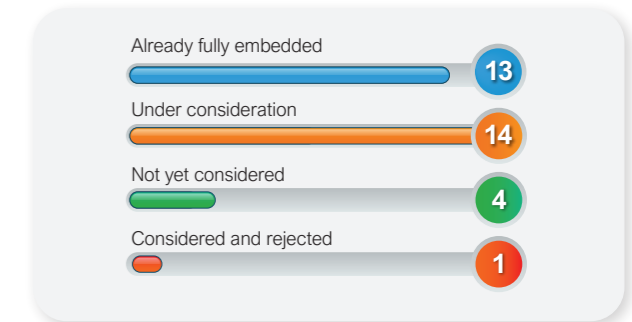 Already fully embedded
13
Under consideration
14
Not yet considered
4
Considered and rejected
1